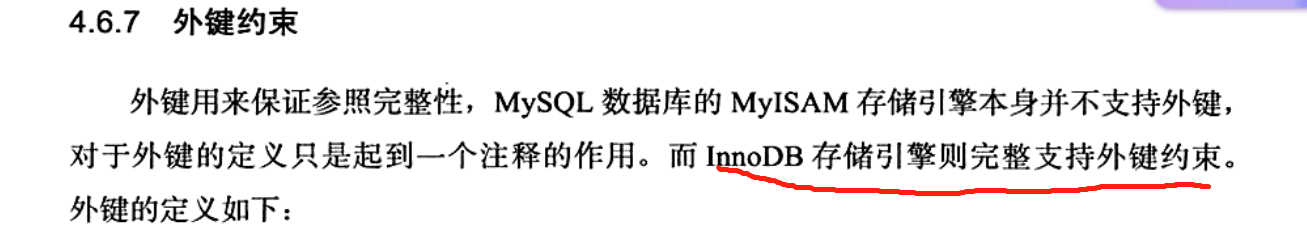 4.6.7 外键约束
外键用来保证参照完整性，MySQL 数据库的 MyISAM 存储引擎本身并不支持外键，
对于外键的定义只是起到一个注释的作用。而 InnoDB 存储引擎则完整支持外键约束。
外键的定义如下：